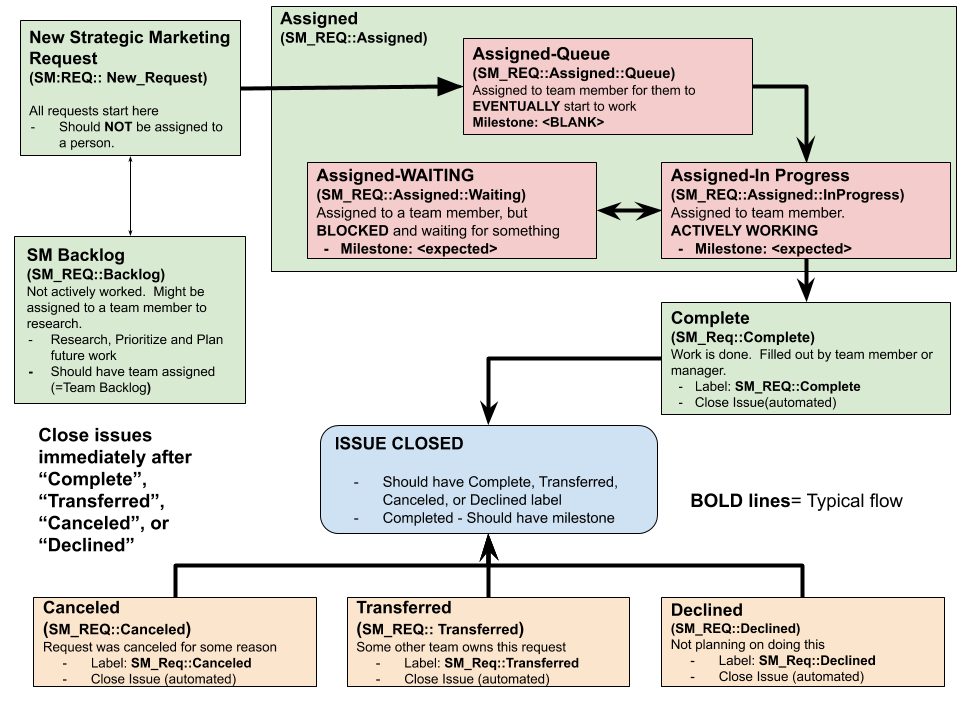 New Strategic Marketing
Request
(SM:REQ:: New_Request)
All requests start here
- Should NOT be assigned to
a person.
Assigned
(SM_REQ::Assigned)
Assigned-Queue
(SM_REQ::Assigned::Queue)
Assigned to team member for them to
EVENTUALLY start to work
Milestone: <BLANK>
Assigned-WAITING
(SM_REQ::Assigned::Waiting)
Assigned to a team member, but
BLOCKED and waiting for something
- Milestone: <expected>
Assigned-In Progress
(SM_REQ::Assigned::InProgress)
Assigned to team member.
ACTIVELY WORKING
- Milestone: <expected>
SM Backlog
(SM_REQ::Backlog)
Not actively worked. Might be
assigned to a team member to
research.
- Research, Prioritize and Plan
future work
- Should have team assigned
(=Team Backlog)
Complete
(SM_Req::Complete)
Work is done. Filled out by team member or
manager.
- Label: SM_REQ::Complete
- Close Issue(automated)
Close issues
immediately after
“Complete”,
“Transferred”,
“Canceled”, or
“Declined”
ISSUE CLOSED
- Should have Complete, Transferred,
Canceled, or Declined label
- Completed - Should have milestone
BOLD lines= Typical flow
Canceled
(SM_REQ::Canceled)
Request was canceled for some reason
- Label: SM_Req::Canceled
- Close Issue (automated)
Transferred
(SM_REQ:: Transferred)
Some other team owns this request
- Label: SM_Req::Transferred
- Close Issue (automated)
Declined
(SM_REQ::Declined)
Not planning on doing this
- Label: SM_Req::Declined
- Close Issue (automated)